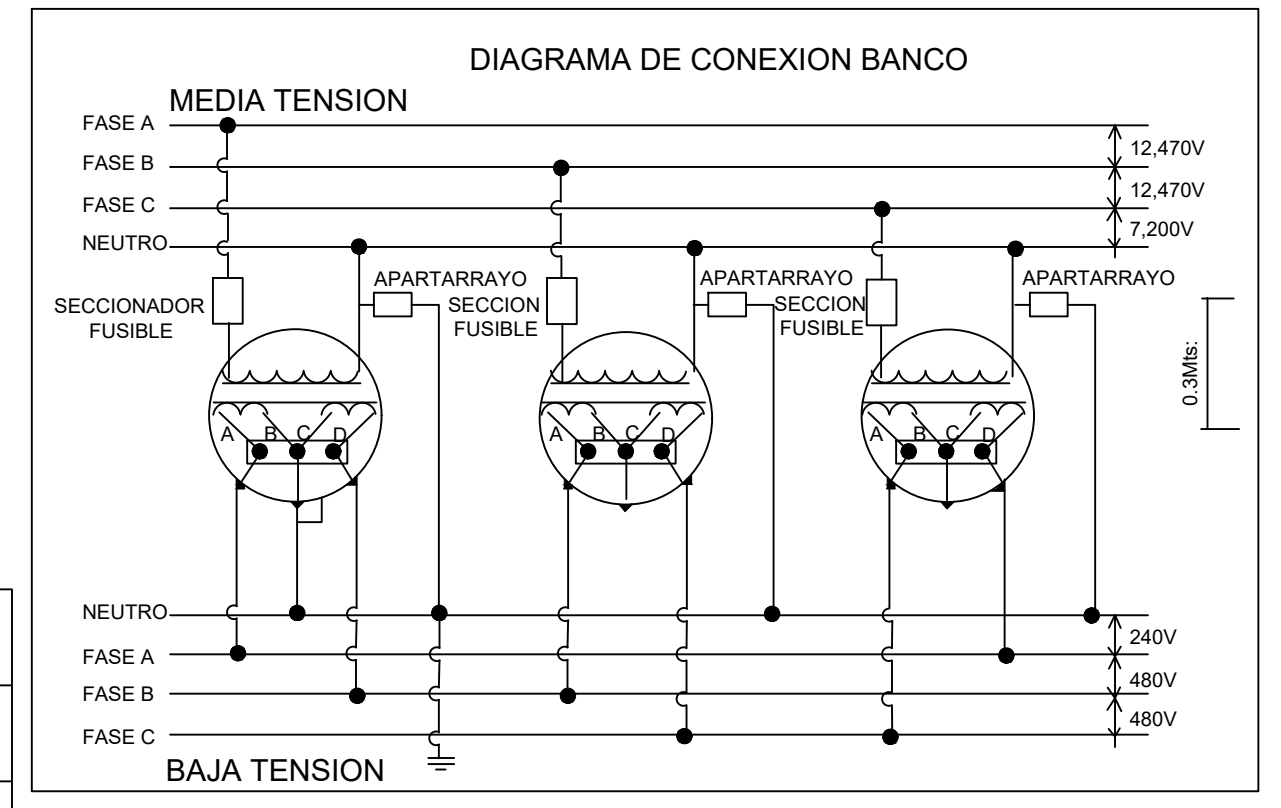 DIAGRAMA DE CONEXION BANCO
MEDIA TENSION
FASE A
12,470V
FASE B
12,470V
FASE C
7,200V
NEUTRO
SECCIONADOR
FUSIBLE
APARTARRAYO
SECCION
FUSIBLE
APARTARRAYO
SECCION
FUSIBLE
APARTARRAYO
0.3Mts:
A B C D
A B C D
A B C D
NEUTRO
240V
FASE A
480V
FASE B
480V
FASE C
BAJA TENSION